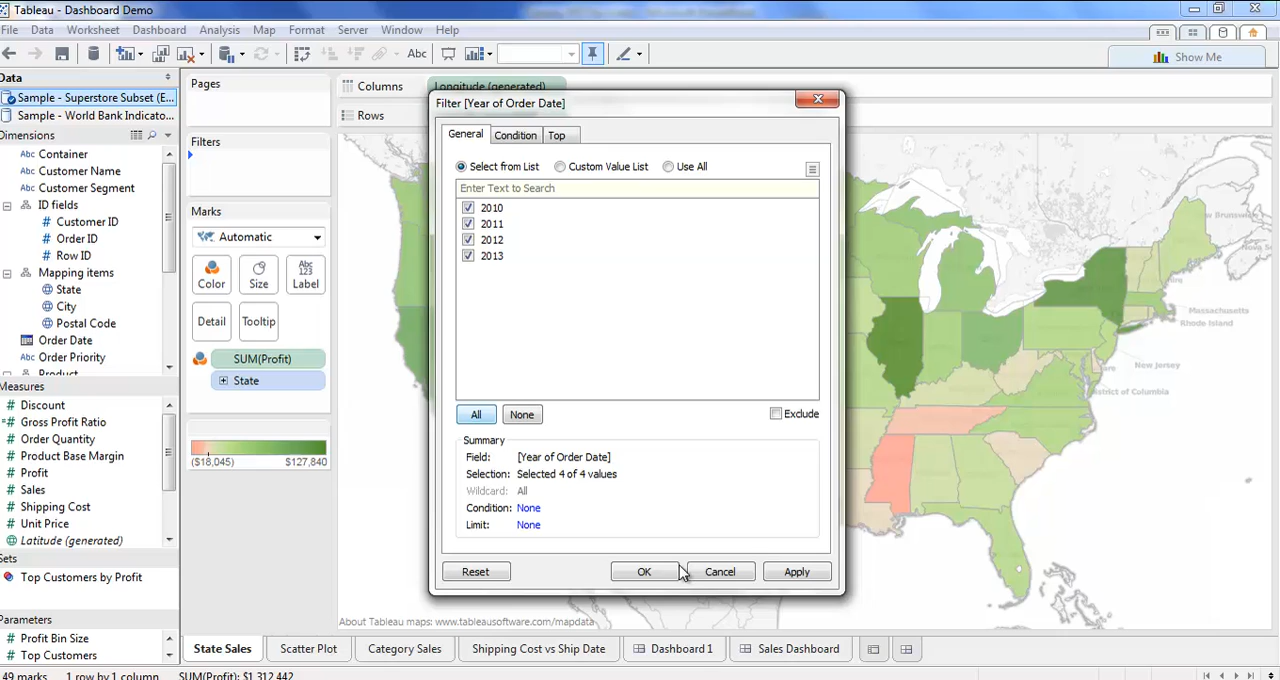 Tableau - Dashboard Demo
File Data Worksheet Dashboard Analysis Map Format Server Window Help
Abc
Show Me
Data
Sample - Superstore Subset (E...
Sample - World Bank Indicato...
Dimensions
Abc Container
Abc Customer Name
Abc Customer Segment
ID fields
# Customer ID
# Order ID
# Row ID
Mapping items
State
City
Postal Code
Order Date
Abc Order Priority
Product
Measures
# Discount
=# Gross Profit Ratio
# Order Quantity
# Product Base Margin
# Profit
# Sales
# Shipping Cost
# Unit Price
# Latitude (generated)
Sets
Top Customers by Profit
Parameters
# Profit Bin Size
# Top Customers
Pages
Filters
Marks
Automatic
Color Size Abc 123 Label
Detail Tooltip
SUM(Profit)
State
($18,045) $127,840
Columns Longitude (generated)
Rows
Filter [Year of Order Date]
General Condition Top
Select from List Custom Value List Use All
Enter Text to Search
2010
2011
2012
2013
All None Exclude
Summary
Field: [Year of Order Date]
Selection: Selected 4 of 4 values
Wildcard: All
Condition: None
Limit: None
Reset OK Cancel Apply
New Brunswick
Nova
Massachusetts
Rhode Island
New Jersey
District of Columbia
About Tableau maps: www.tableausoftware.com/mapdata
State Sales Scatter Plot Category Sales Shipping Cost vs Ship Date Dashboard 1 Sales Dashboard
49 marks 1 row by 1 column SUM(Profit): $1,312,442